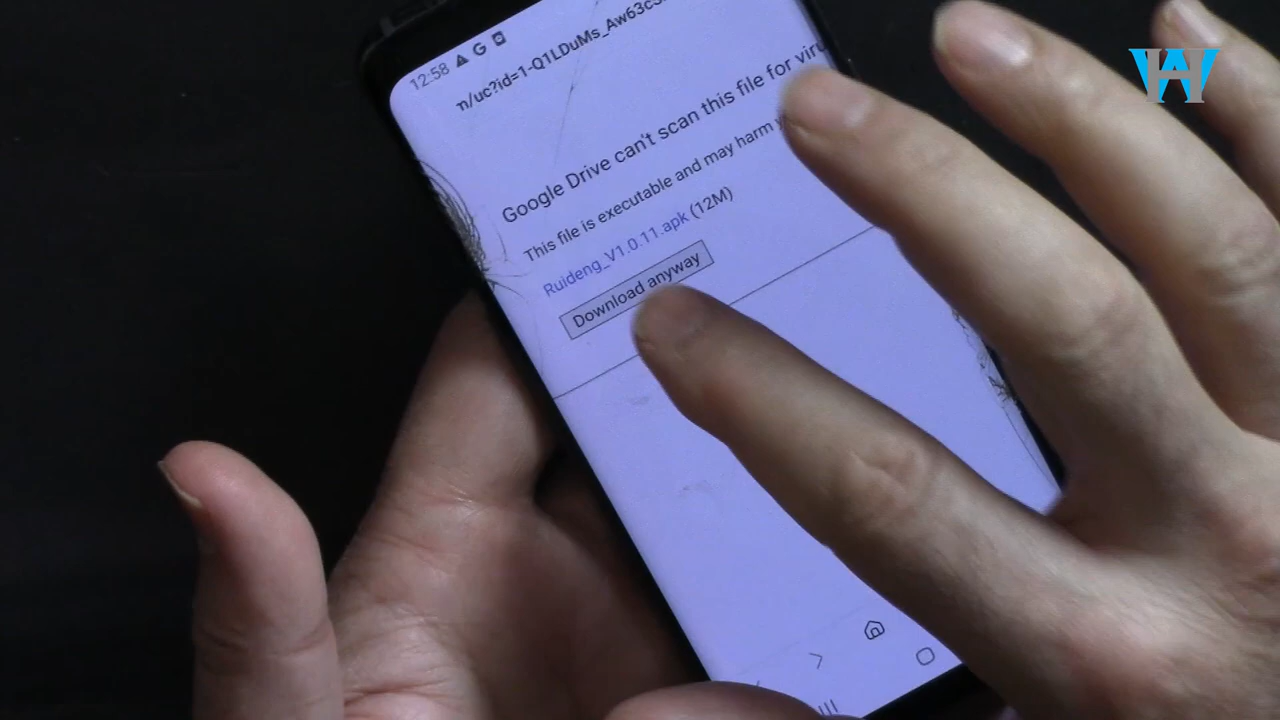 12:58
n/uc?id=1-Q1LDuMs_Aw63cS
Google Drive can't scan this file for viru
This file is executable and may harm
Ruideng_V1.0.11.apk (12M)
Download anyway